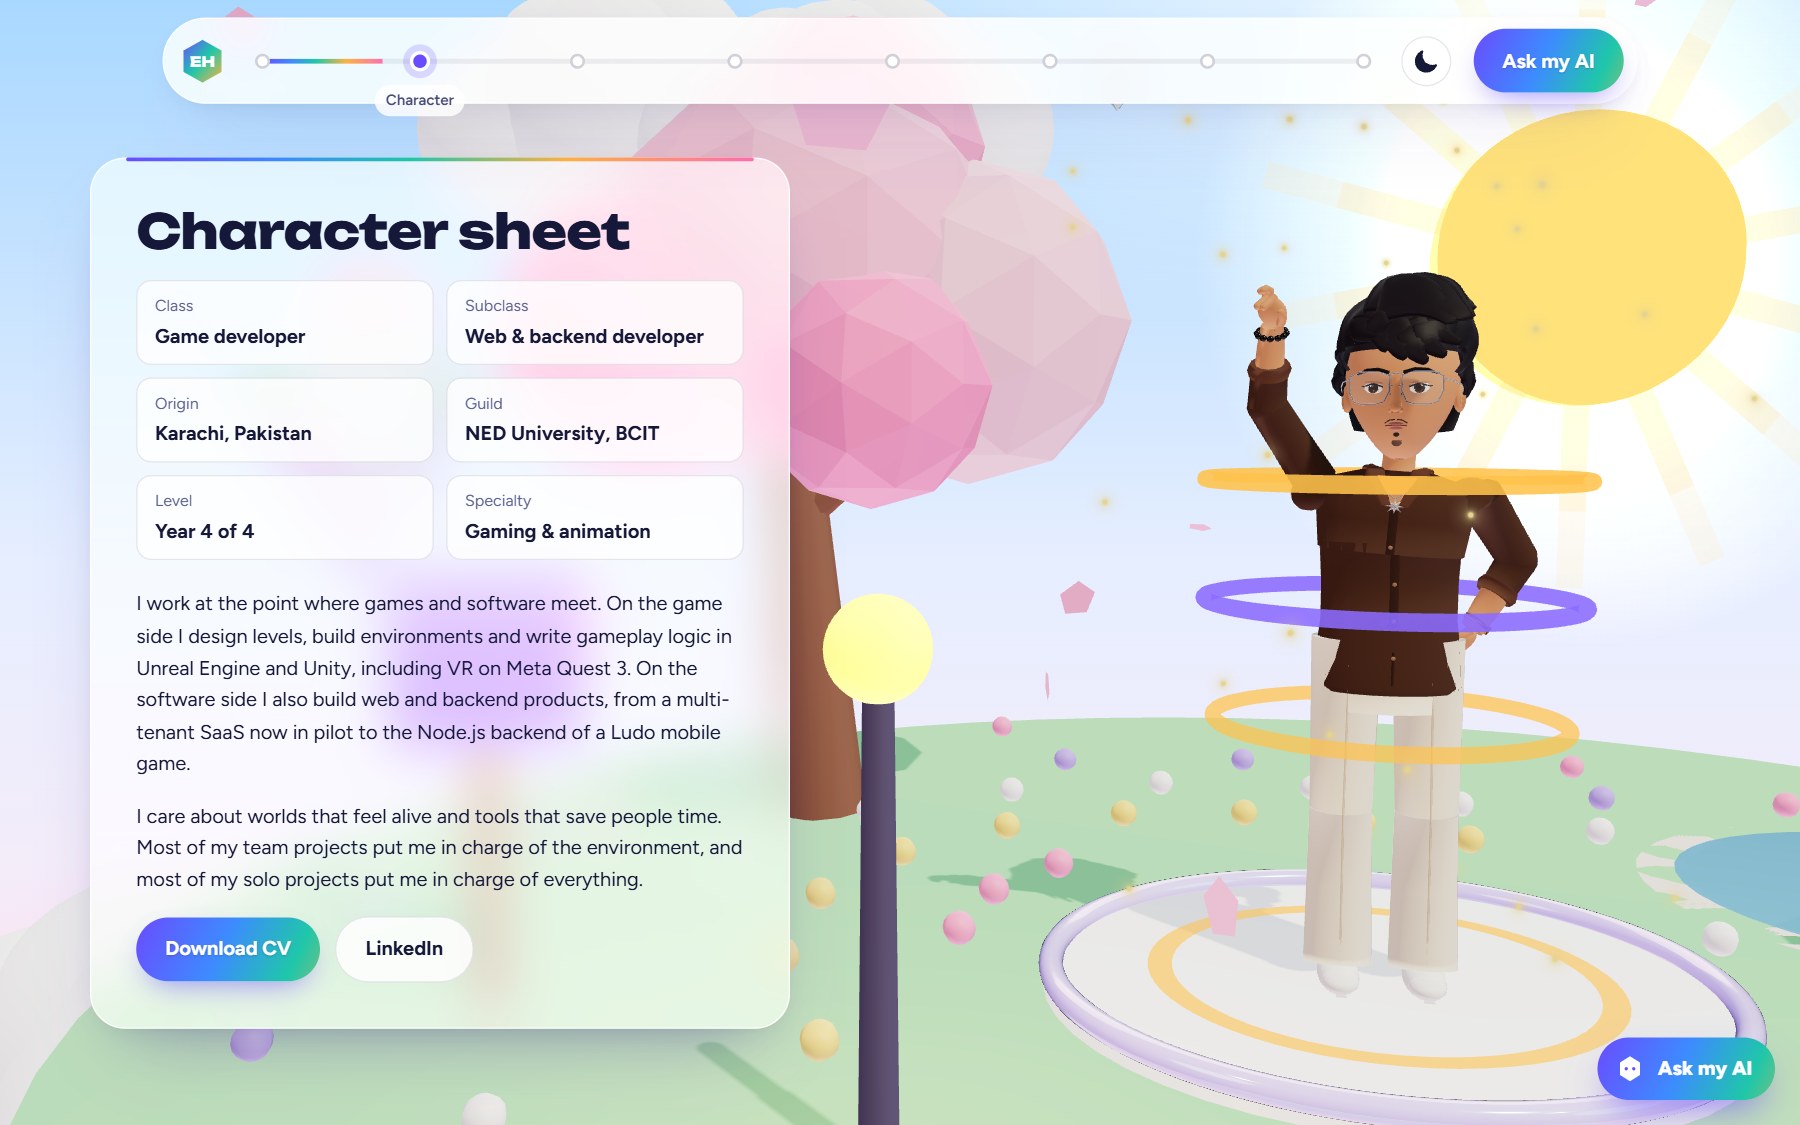 EH
Ask my AI
Character
Character sheet
Class
Game developer
Subclass
Web & backend developer
Origin
Karachi, Pakistan
Guild
NED University, BCIT
Level
Year 4 of 4
Specialty
Gaming & animation
I work at the point where games and software meet. On the game
side I design levels, build environments and write gameplay logic in
Unreal Engine and Unity, including VR on Meta Quest 3. On the
software side I also build web and backend products, from a multi-
tenant SaaS now in pilot to the Node.js backend of a Ludo mobile
game.
I care about worlds that feel alive and tools that save people time.
Most of my team projects put me in charge of the environment, and
most of my solo projects put me in charge of everything.
Download CV
LinkedIn
Ask my AI